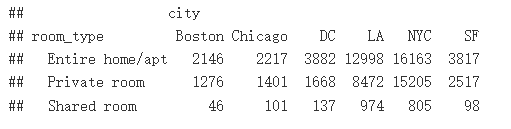 ##                 city
## room_type       Boston Chicago    DC    LA   NYC    SF
##   Entire home/apt   2146    2217  3882 12998 16163  3817
##   Private room      1276    1401  1668  8472 15205  2517
##   Shared room         46     101   137   974   805    98